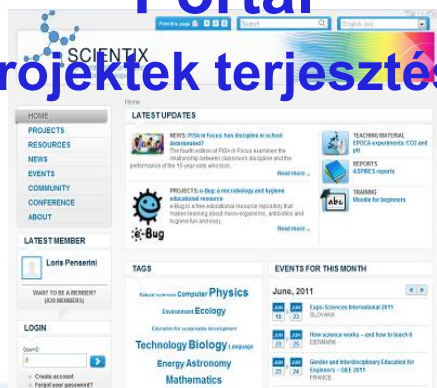 Portál
Print this page
Search
English (en)
SCIENTIX
rojektek terjesztés
Home
HOME
PROJECTS
RESOURCES
NEWS
EVENTS
COMMUNITY
CONFERENCE
ABOUT
LATEST UPDATES
NEWS: PISA in Focus: has discipline in school
deteriorated?
The fourth edition of PISA in Focus examines the
relationship between classroom discipline and the
performance of the 15-year olds who took...
Read more ...
PROJECTS: e-Bug: a microbiology and hygiene
educational resource
e-Bug is a free educational resource repository that
makes learning about micro-organisms, antibiotics and
hygiene fun and easy.
Read more ...
e-Bug
TEACHING MATERIAL
EPOCA experiments: CO2 and
pH
REPORTS
ASPIRES reports
TRAINING
Moodle for beginners
abc
LATEST MEMBER
Loris Penserini
WANT TO BE A MEMBER?
(820 MEMBERS)
LOGIN
OpenID
Create account
Forgot your password?
TAGS
Natural sciences Computer Physics
Environment Ecology
Education for sustainable development
Technology Biology Language
Energy Astronomy
Mathematics
EVENTS FOR THIS MONTH
June, 2011
Expo-Sciences International 2011
SLOVAKIA
How science works – and how to teach it
DENMARK
Gender and Interdisciplinary Education for
Engineers – GIEE 2011
FRANCE